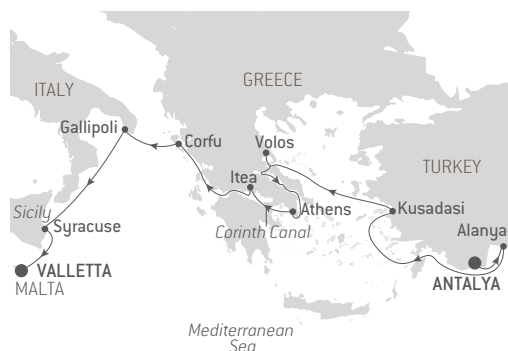 GREECE
ITALY
Gallipoli
Corfu
Volos
TURKEY
Itea
Sicily
Syracuse
Athens
Kusadasi
Corinth Canal
Alanya
VALLETTA
MALTA
ANTALYA
Mediterranean
Sea